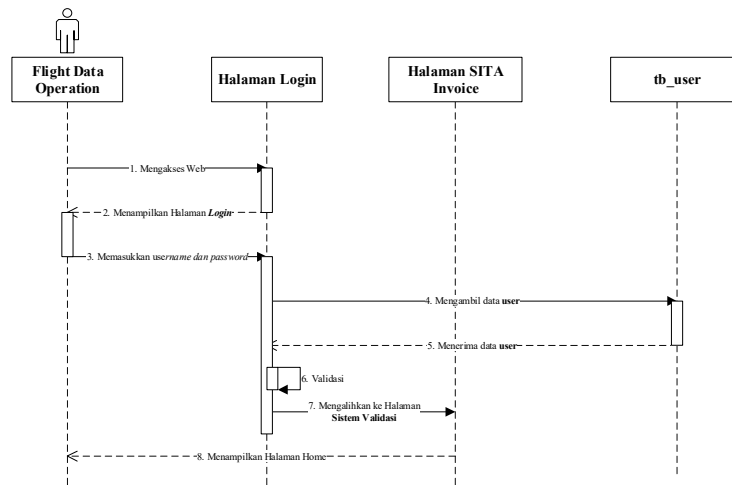 Flight Data
Operation
Halaman Login
Halaman SITA
Invoice
tb_user
1. Mengakses Web
2. Menampilkan Halaman Login
3. Memasukkan username dan password
4. Mengambil data user
5. Menerima data user
6. Validasi
7. Mengalihkan ke Halaman
Sistem Validasi
8. Menampilkan Halaman Home